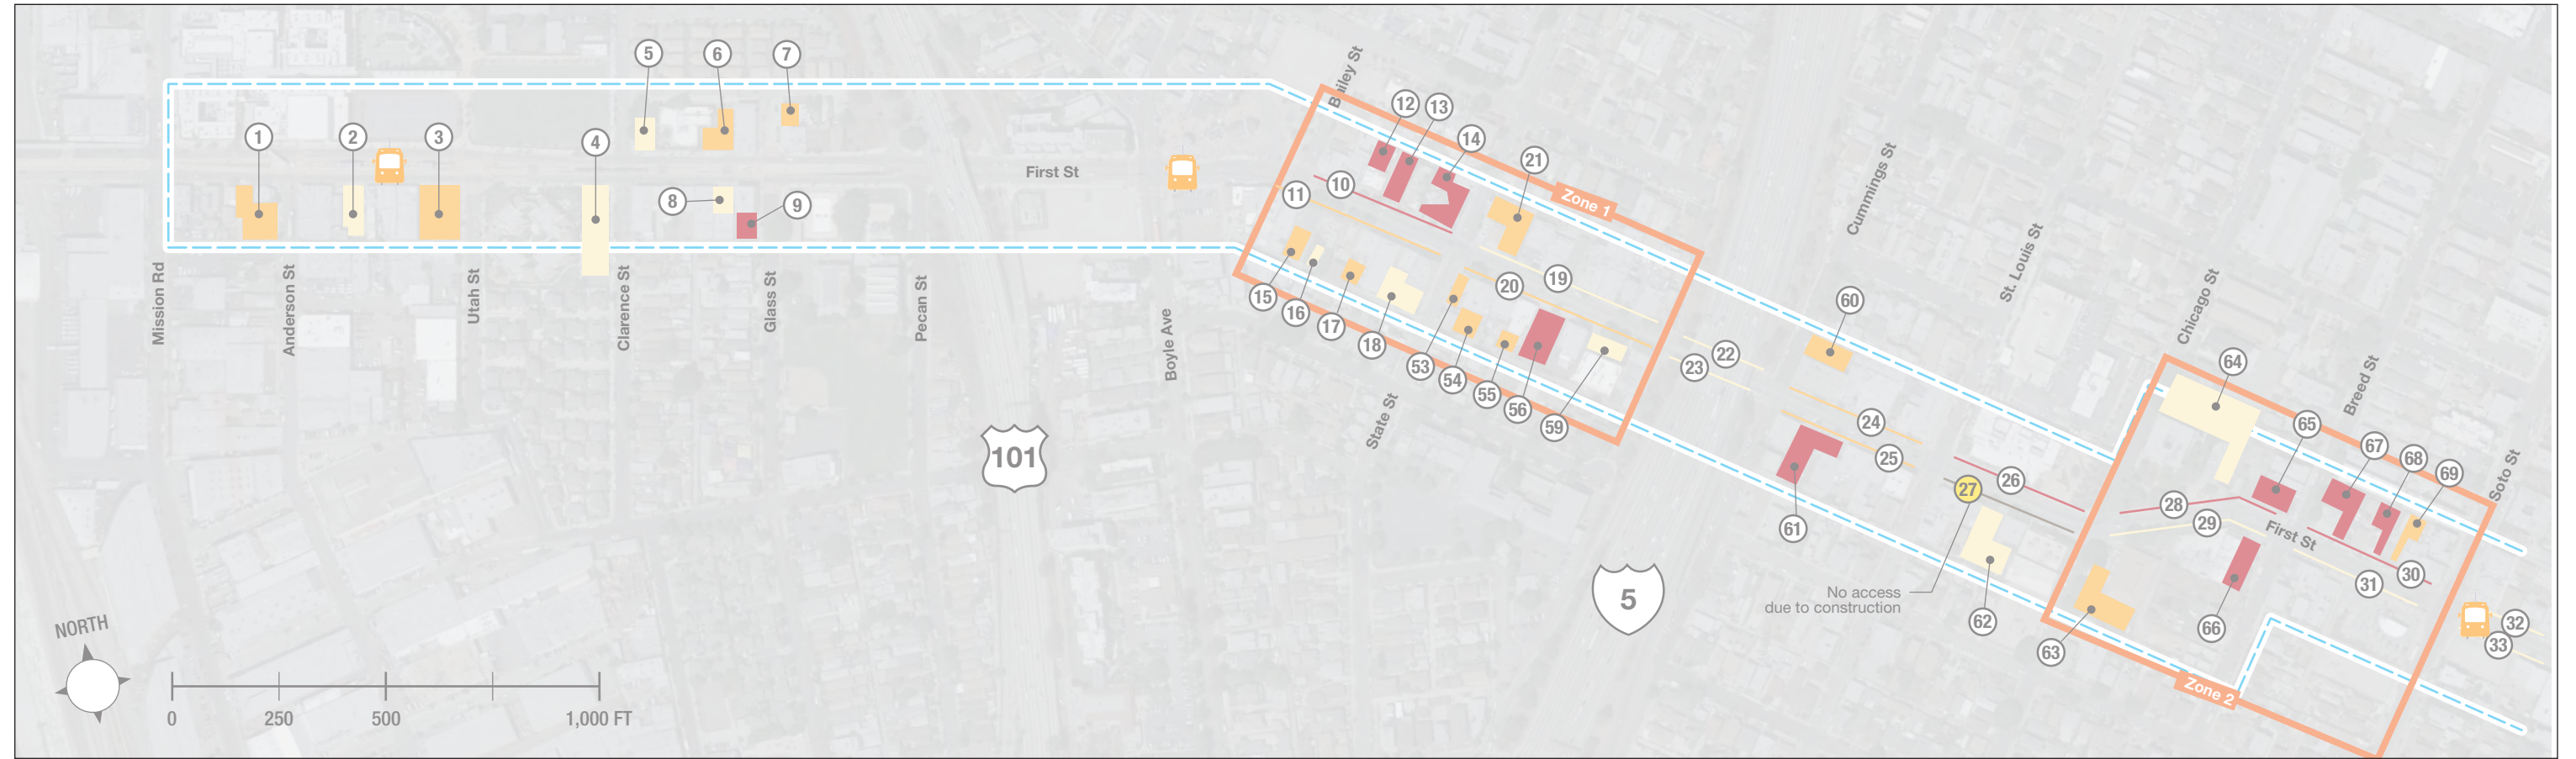 5
6
7
1
2
3
4
8
9
First St
Bailey St
12
13
14
21
Zone 1
10
11
15
16
17
18
19
20
53
54
55
56
59
22
23
Cummings St
St. Louis St
60
24
25
26
27
61
No access
due to construction
62
63
Chicago St
64
Breed St
65
67
68
69
Soto St
28
29
First St
30
31
66
32
33
Zone 2
Mission Rd
Anderson St
Utah St
Clarence St
Glass St
Pecan St
Boyle Ave
State St
101
5
NORTH
0
250
500
1,000 FT